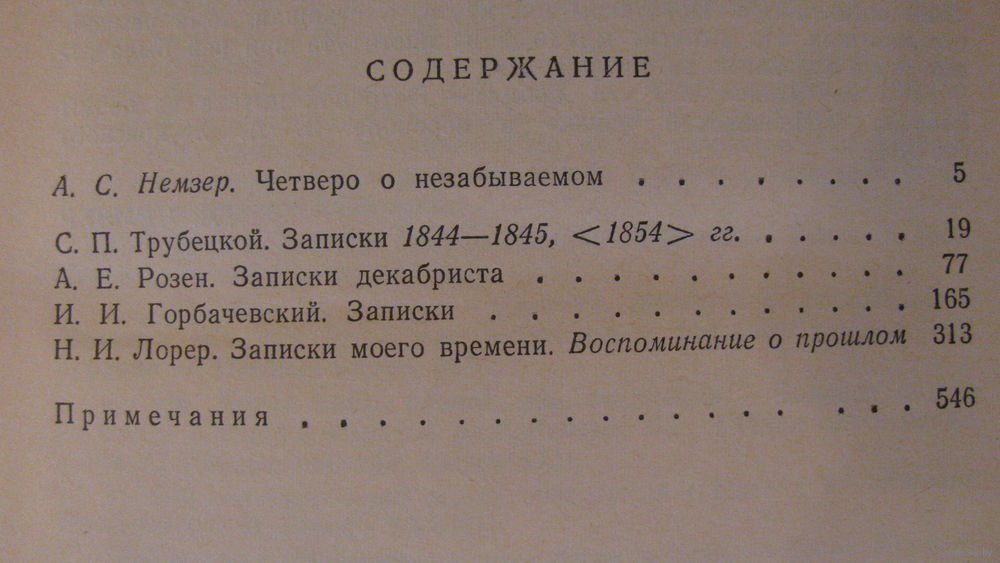 СОДЕРЖАНИЕ
А. С. Немзер. Четверо о незабываемом . . . . . . . . 5
С. П. Трубецкой. Записки 1844—1845, <1854> гг. . . . . . 19
А. Е. Розен. Записки декабриста . . . . . . . . . . 77
И. И. Горбачевский. Записки . . . . . . . . . . . 165
Н. И. Лорер. Записки моего времени. Воспоминание о прошлом 313
Примечания . . . . . . . . . . . . . . . . 546